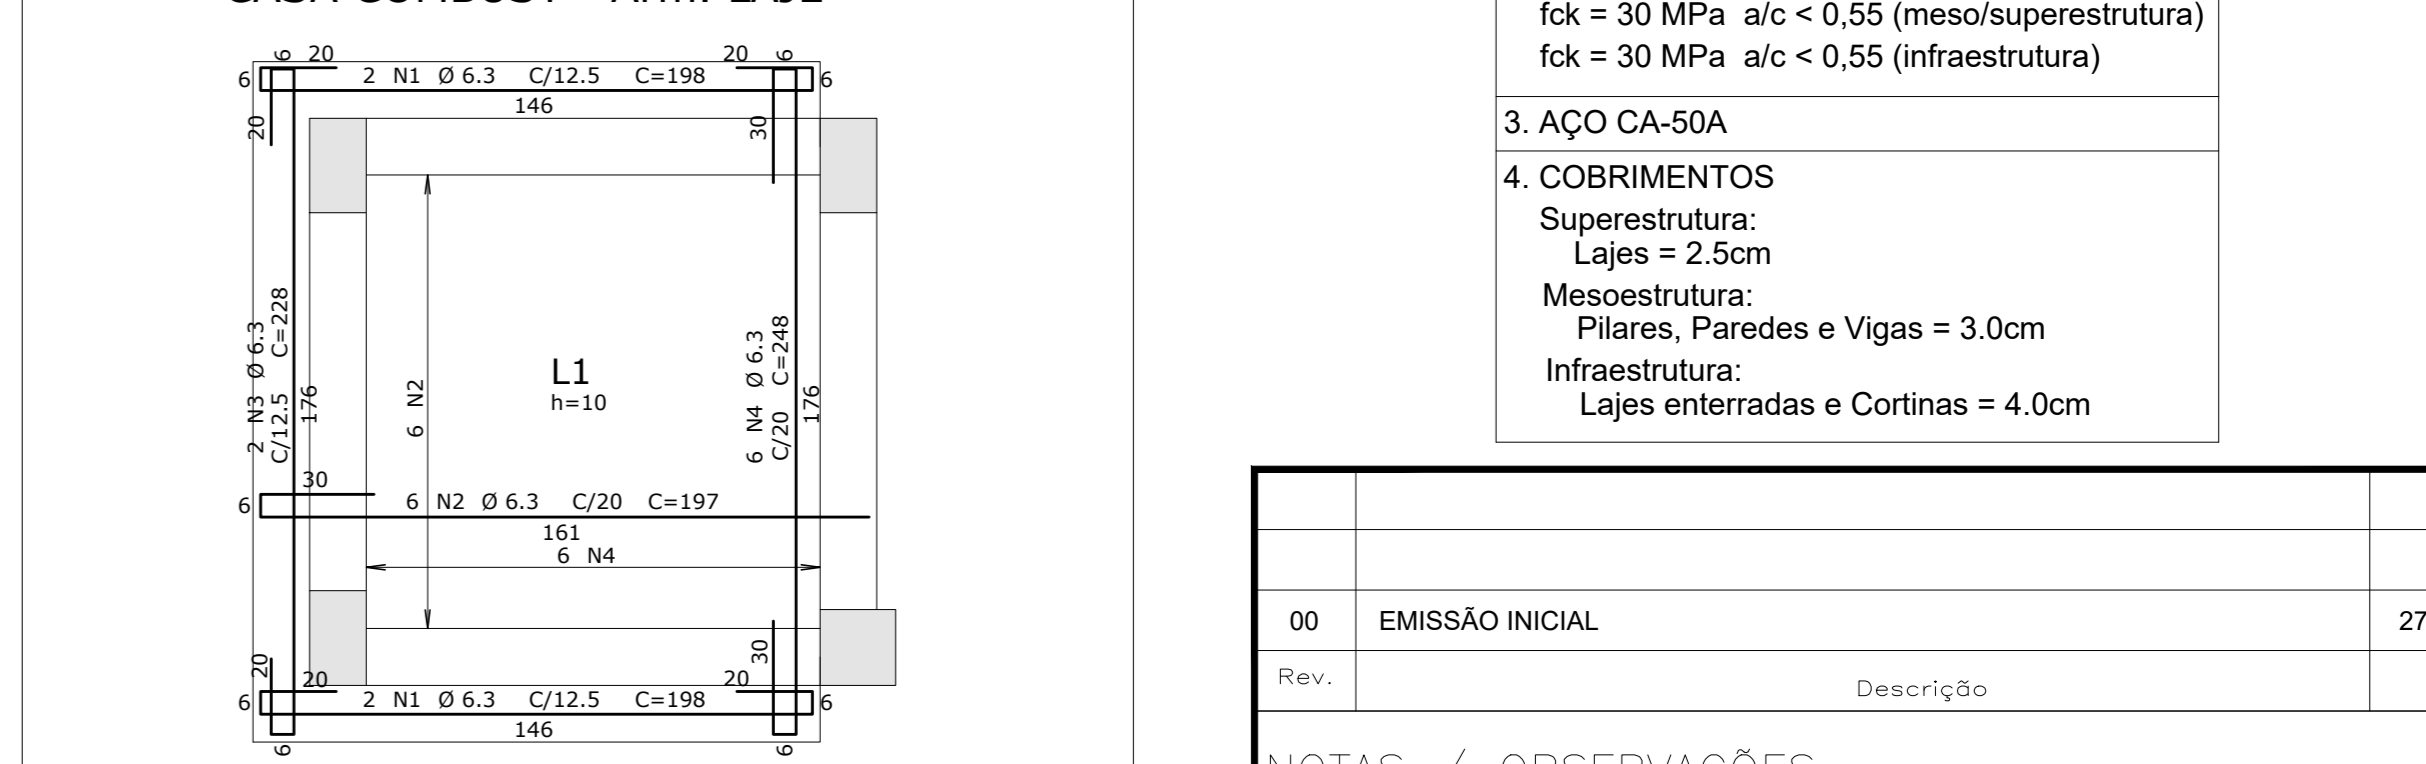 6 20 20 6
6 2 N1 Ø 6.3 C/12.5 C=198 6
146
20 30
2 N3 Ø 6.3
C/12.5 C=228
176
L1
h=10
6 N2
6 N4 Ø 6.3
C/20 C=248
176
30
6 6 N2 Ø 6.3 C/20 C=197
161
6 N4
20 30
20 20
6 2 N1 Ø 6.3 C/12.5 C=198 6
146
6 6
fck = 30 MPa a/c < 0,55 (meso/superestrutura)
fck = 30 MPa a/c < 0,55 (infraestrutura)
3. AÇO CA-50A
4. COBRIMENTOS
Superestrutura:
Lajes = 2.5cm
Mesoestrutura:
Pilares, Paredes e Vigas = 3.0cm
Infraestrutura:
Lajes enterradas e Cortinas = 4.0cm
00 EMISSÃO INICIAL 27
Rev. Descrição
NOTAS / OBSERVAÇÕES